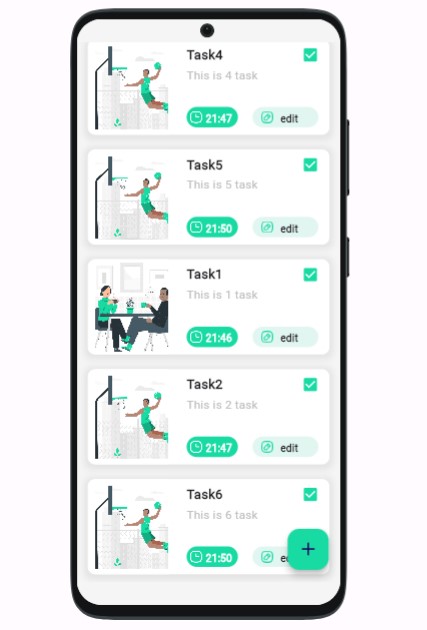 Task4
This is 4 task
21:47 edit
Task5
This is 5 task
21:50 edit
Task1
This is 1 task
21:46 edit
Task2
This is 2 task
21:47 edit
Task6
This is 6 task
21:50
+